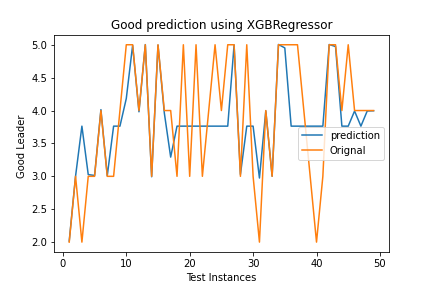 Good prediction using XGBRegressor
5.0
4.5
4.0
3.5
3.0
2.5
2.0
Good Leader
prediction
Orignal
0 10 20 30 40 50
Test Instances